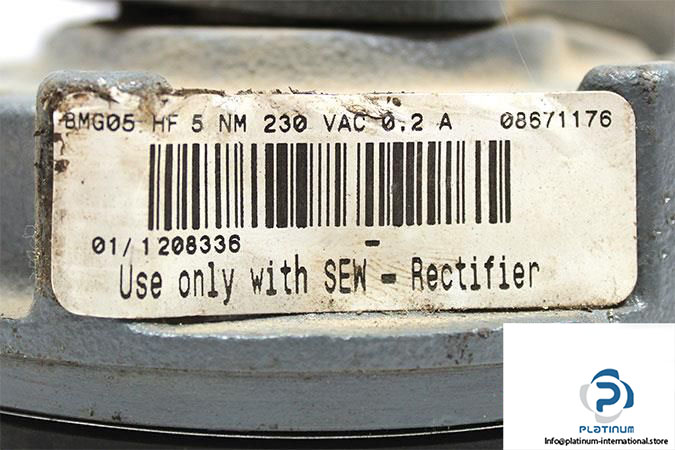 BMG05 HF 5 NM 230 VAC 0.2 A 08671176
01/1208336 -
Use only with SEW - Rectifier
PLATINUM
Info@platinum-international.store